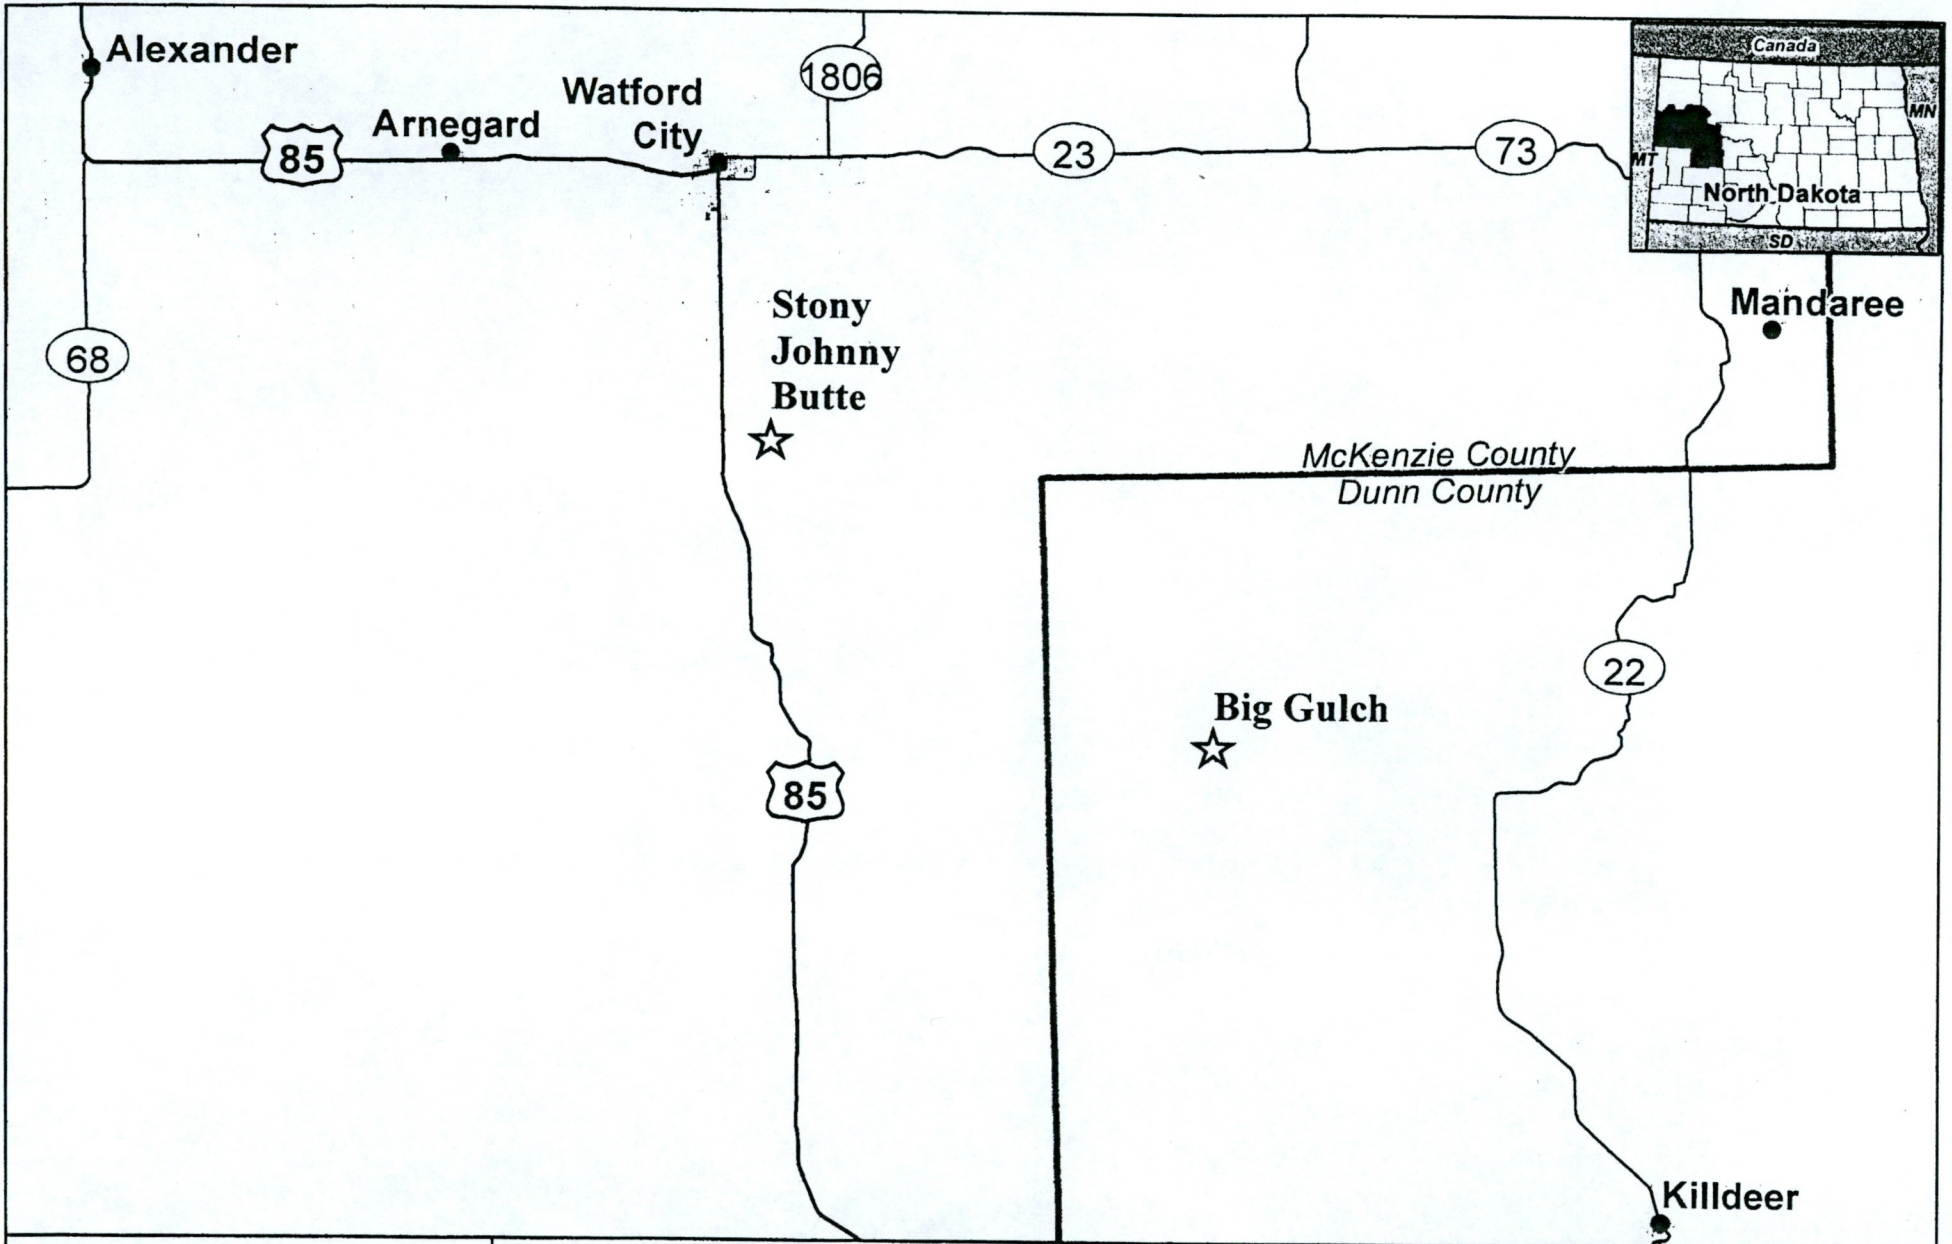 Alexander
1806
Canada
Watford
City
Arnegard
85
23
73
MN
MT
North Dakota
SD
Mandaree
Stony
Johnny
Butte
68
McKenzie County
Dunn County
22
Big Gulch
85
Killdeer